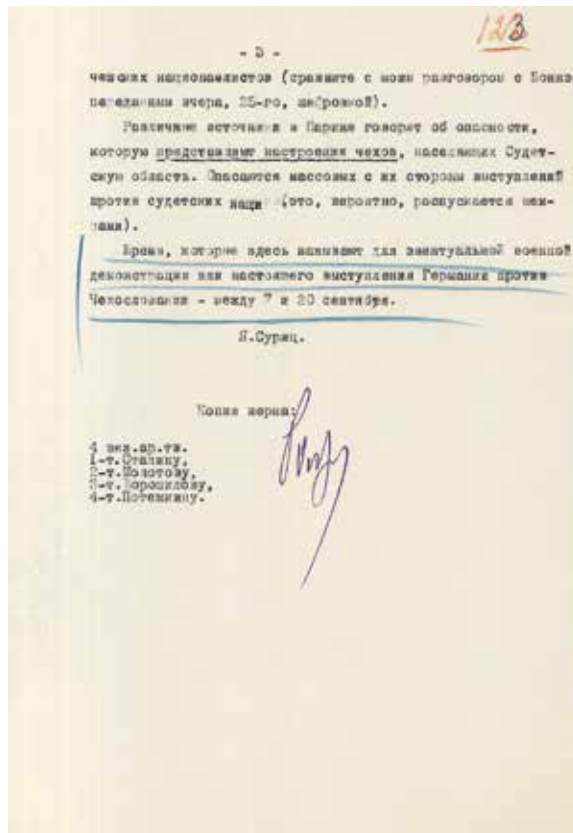 123
- 3 -
чешских националистов (сравните с моим разговором с Бонне
переданным вчера, 25-го, шифровкой).
Различные источники в Париже говорят об опасности,
которую представляют настроения чехов, населяющих Судет-
скую область. Опасаются массовых с их стороны выступлений
против судетских наци (это, вероятно, распускается нем-
цами).
Время, которое здесь называют для эвентуальной военной
демонстрации или настоящего выступления Германии против
Чехословакии - между 7 и 20 сентября.
Я.Суриц.
Копия верна:
4 экз.ар.тв.
1-т.Сталину,
2-т.Молотову,
3-т.Ворошилову,
4-т.Потемкину.